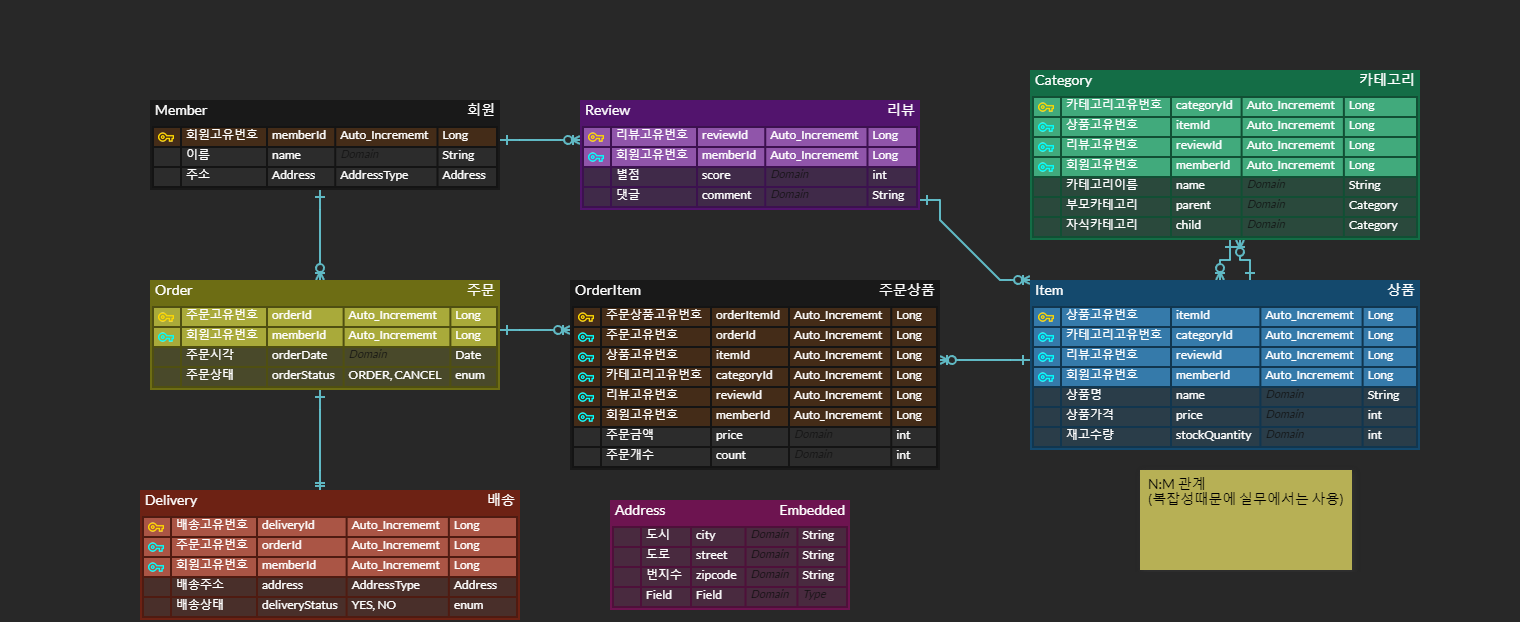 Member 회원
회원고유번호 memberId Auto_Incrememt Long
이름 name Domain String
주소 Address AddressType Address
Review 리뷰
리뷰고유번호 reviewId Auto_Incrememt Long
회원고유번호 memberId Auto_Incrememt Long
별점 score Domain int
댓글 comment Domain String
Category 카테고리
카테고리고유번호 categoryId Auto_Incrememt Long
상품고유번호 itemId Auto_Incrememt Long
리뷰고유번호 reviewId Auto_Incrememt Long
회원고유번호 memberId Auto_Incrememt Long
카테고리이름 name Domain String
부모카테고리 parent Domain Category
자식카테고리 child Domain Category
Order 주문
주문고유번호 orderId Auto_Incrememt Long
회원고유번호 memberId Auto_Incrememt Long
주문시각 orderDate Domain Date
주문상태 orderStatus ORDER, CANCEL enum
OrderItem 주문상품
주문상품고유번호 orderItemId Auto_Incrememt Long
주문고유번호 orderId Auto_Incrememt Long
상품고유번호 itemId Auto_Incrememt Long
카테고리고유번호 categoryId Auto_Incrememt Long
리뷰고유번호 reviewId Auto_Incrememt Long
회원고유번호 memberId Auto_Incrememt Long
주문금액 price Domain int
주문개수 count Domain int
Item 상품
상품고유번호 itemId Auto_Incrememt Long
카테고리고유번호 categoryId Auto_Incrememt Long
리뷰고유번호 reviewId Auto_Incrememt Long
회원고유번호 memberId Auto_Incrememt Long
상품명 name Domain String
상품가격 price Domain int
재고수량 stockQuantity Domain int
Delivery 배송
배송고유번호 deliveryId Auto_Incrememt Long
주문고유번호 orderId Auto_Incrememt Long
회원고유번호 memberId Auto_Incrememt Long
배송주소 address AddressType Address
배송상태 deliveryStatus YES, NO enum
Address Embedded
도시 city Domain String
도로 street Domain String
번지수 zipcode Domain String
Field Field Domain Type
N:M 관계
(복잡성때문에 실무에서는 사용)